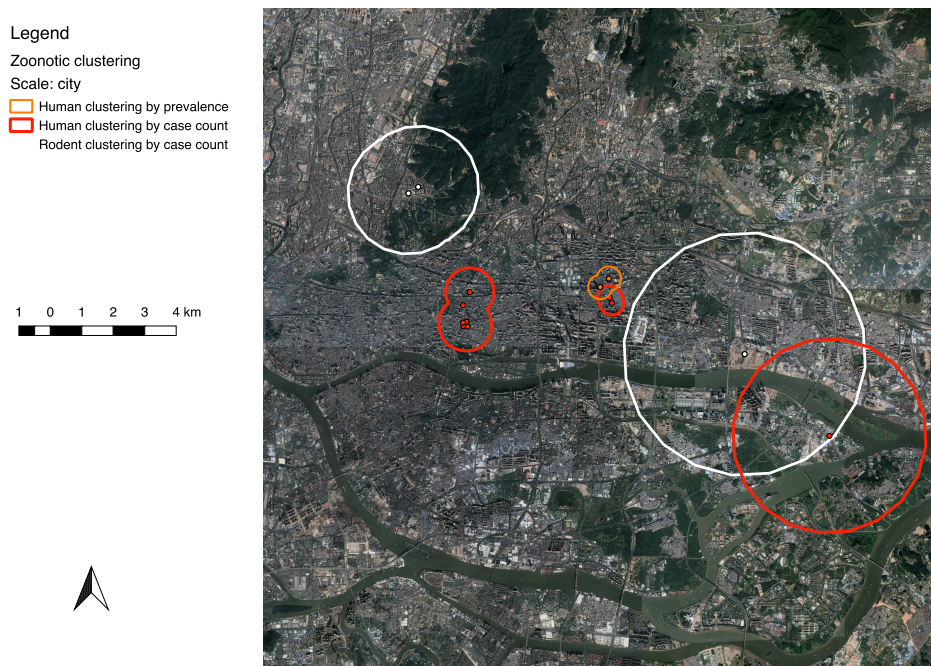 Legend
Zoonotic clustering
Scale: city
Human clustering by prevalence
Human clustering by case count
Rodent clustering by case count
1 0 1 2 3 4 km